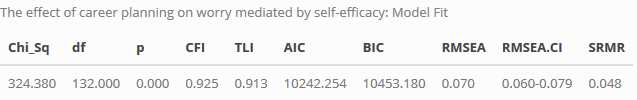 The effect of career planning on worry mediated by self-efficacy: Model Fit
Chi_Sq df p CFI TLI AIC BIC RMSEA RMSEA.CI SRMR
324.380 132.000 0.000 0.925 0.913 10242.254 10453.180 0.070 0.060-0.079 0.048